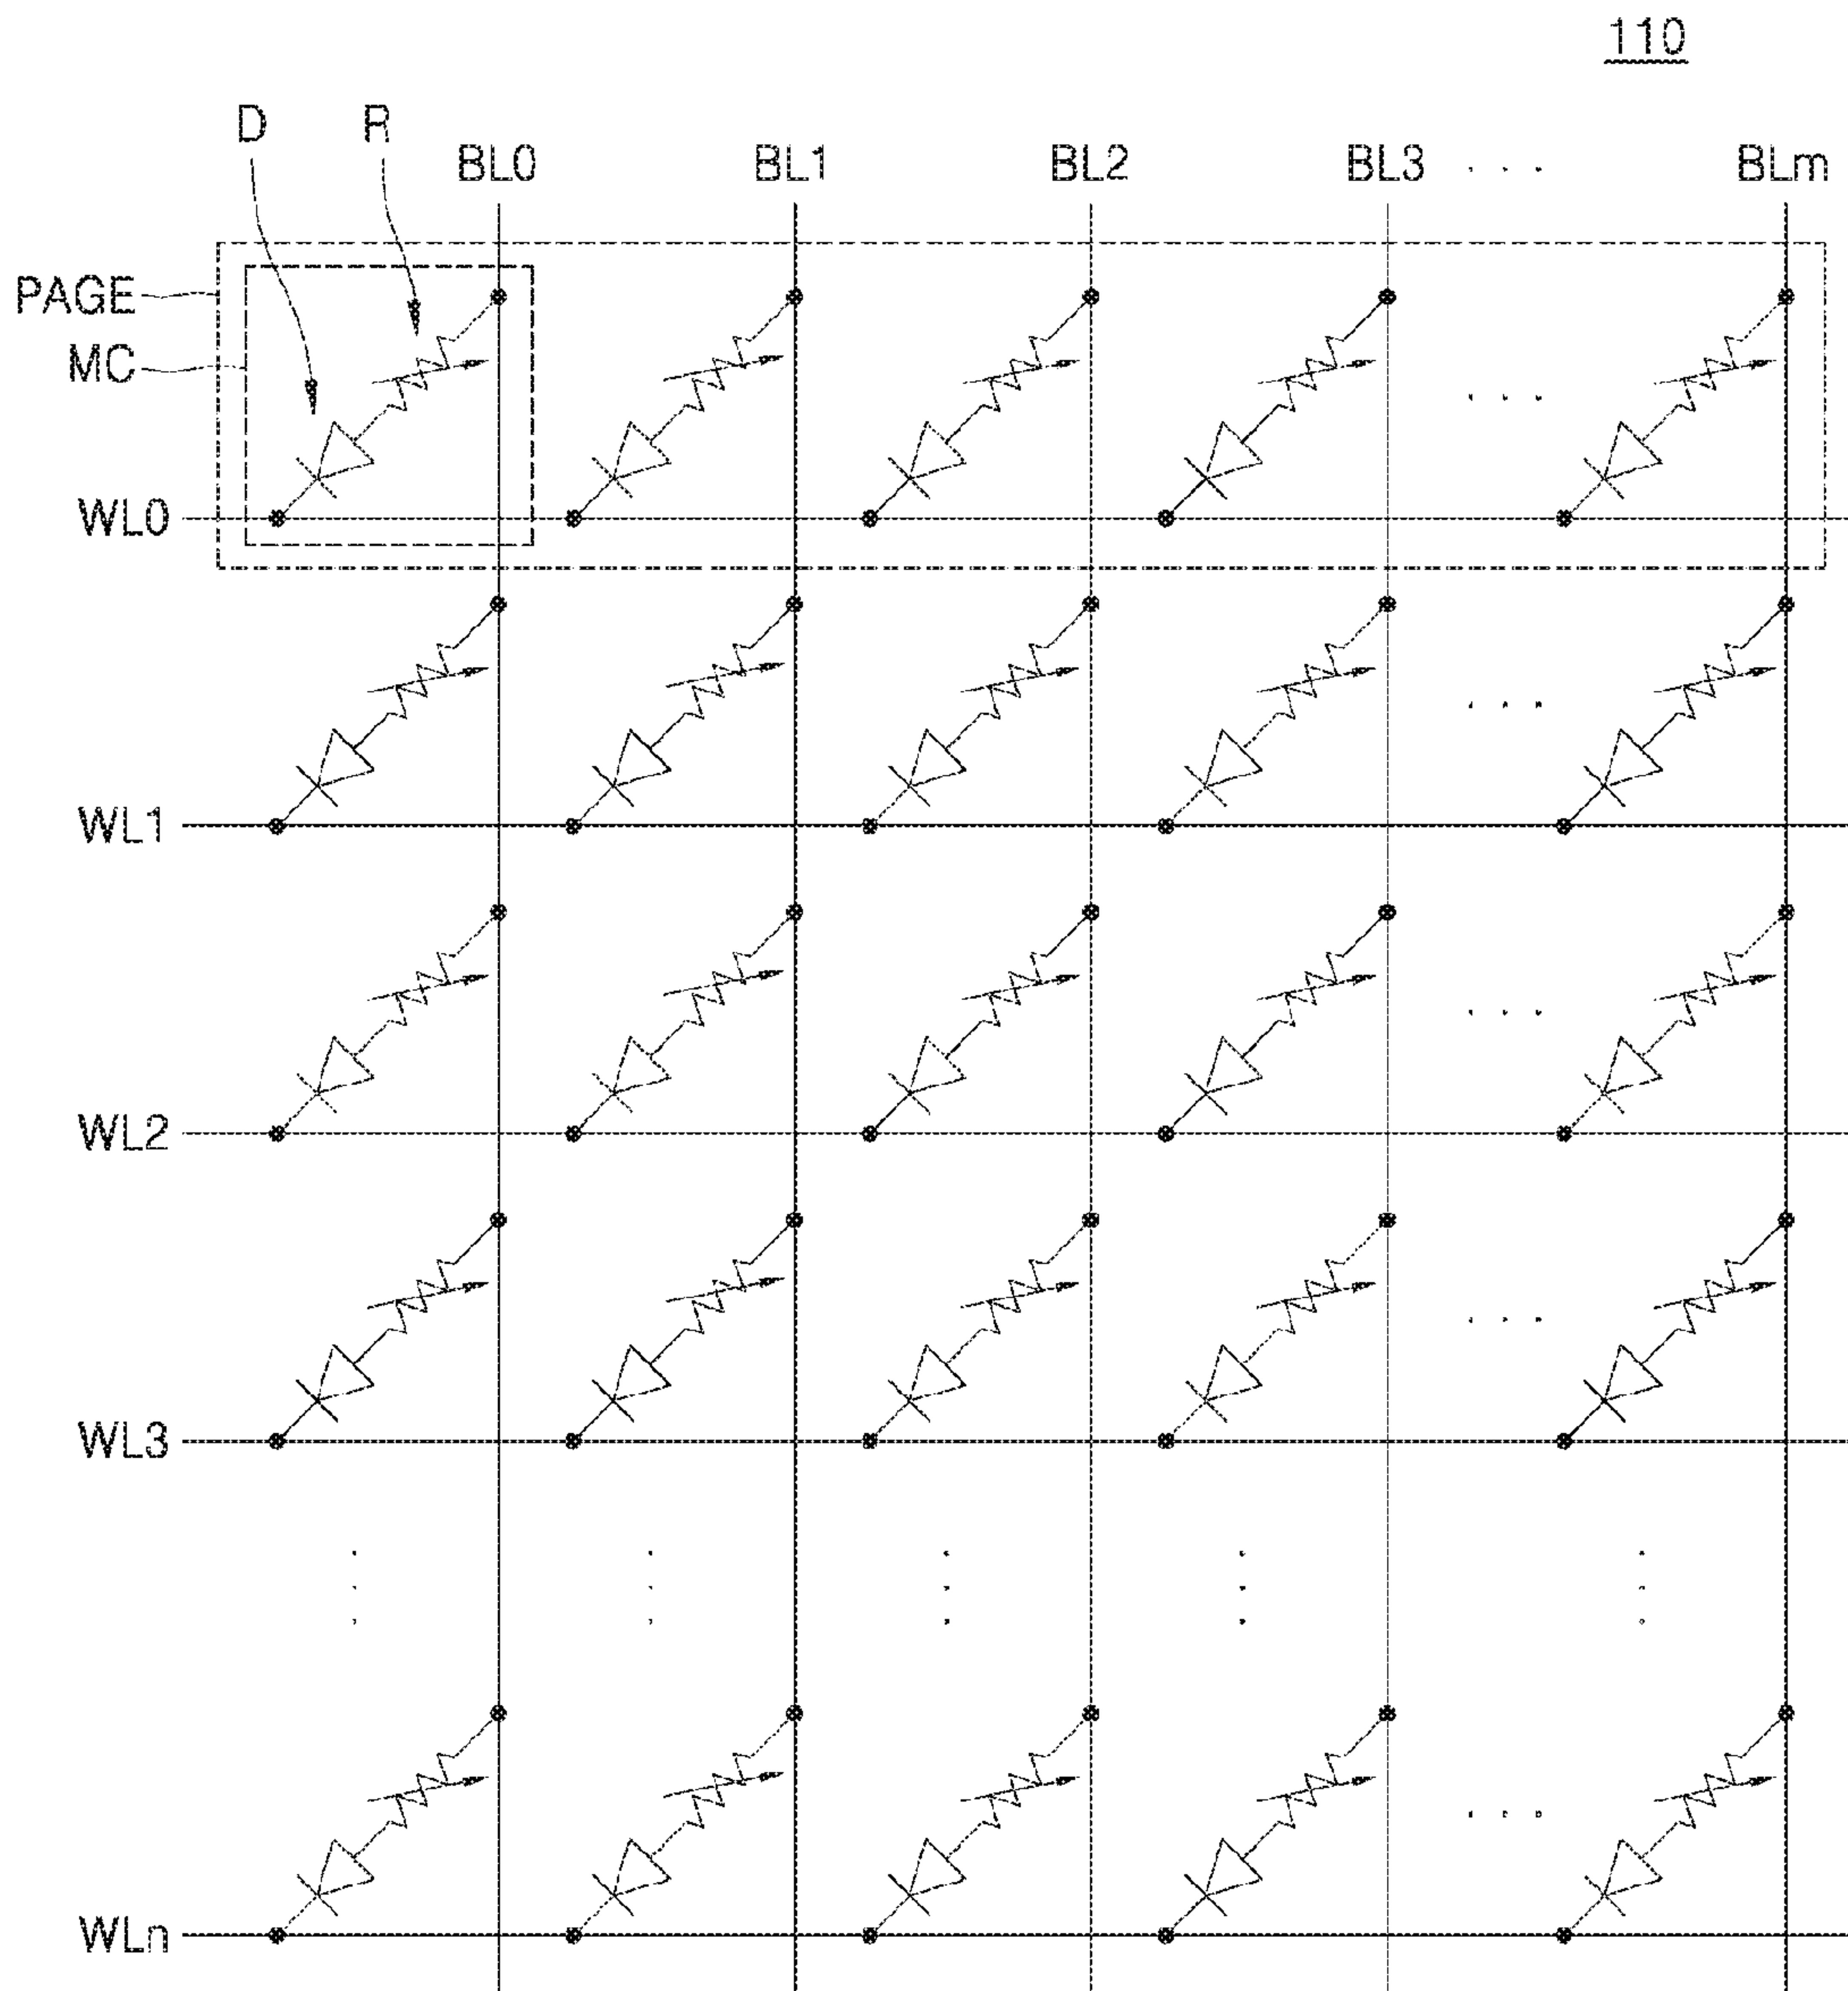 110
D R
BL0 BL1 BL2 BL3 . . . BLm
PAGE
MC
WL0
WL1
WL2
WL3
WLn